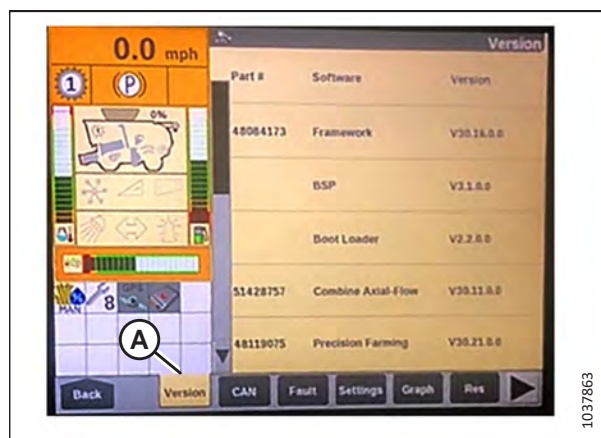 0.0 mph
Version
1
P
Part # Software Version
0%
48084173 Framework V30.16.0.0
BSP V3.1.0.0
Boot Loader V2.2.0.0
51428757 Combine Axial-Flow V30.11.0.0
GPS
MAN
8
A
48119075 Precision Farming V30.21.0.0
Back Version CAN Fault Settings Graph Res
1037863